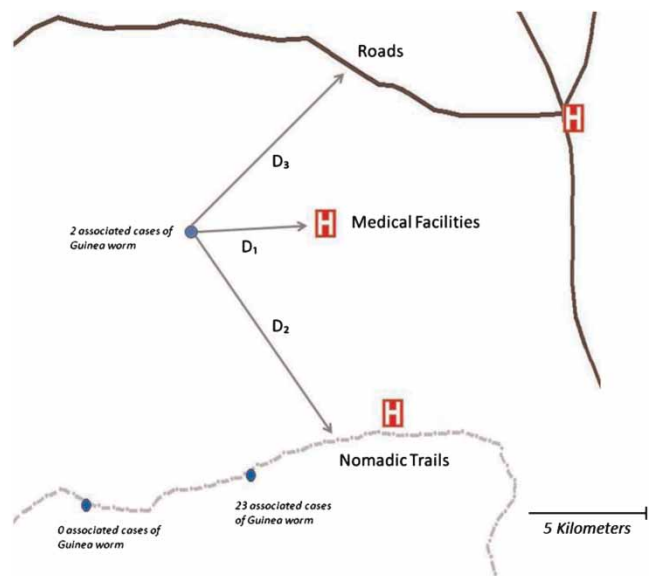 Roads
H
D₃
2 associated cases of
Guinea worm
H
Medical Facilities
D₁
D₂
H
Nomadic Trails
23 associated cases
of Guinea worm
0 associated cases of
Guinea worm
5 Kilometers